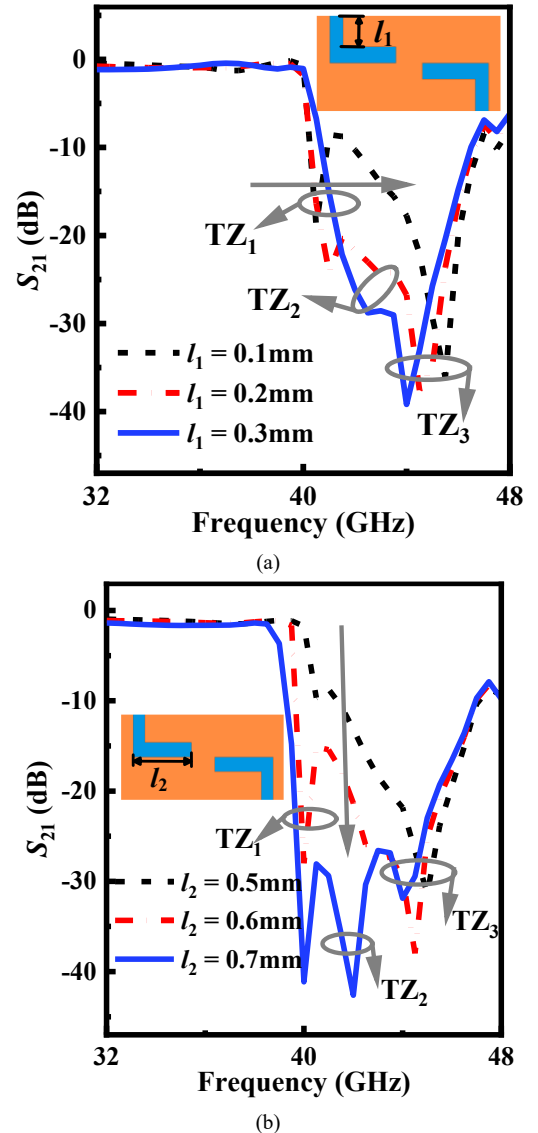 l₁
0
-10
-20
-30
-40
S₂₁ (dB)
TZ₁
TZ₂
TZ₃
l₁ = 0.1mm
l₁ = 0.2mm
l₁ = 0.3mm
32
40
48
Frequency (GHz)
(a)
0
-10
-20
-30
-40
S₂₁ (dB)
l₂
TZ₁
TZ₂
TZ₃
l₂ = 0.5mm
l₂ = 0.6mm
l₂ = 0.7mm
32
40
48
Frequency (GHz)
(b)